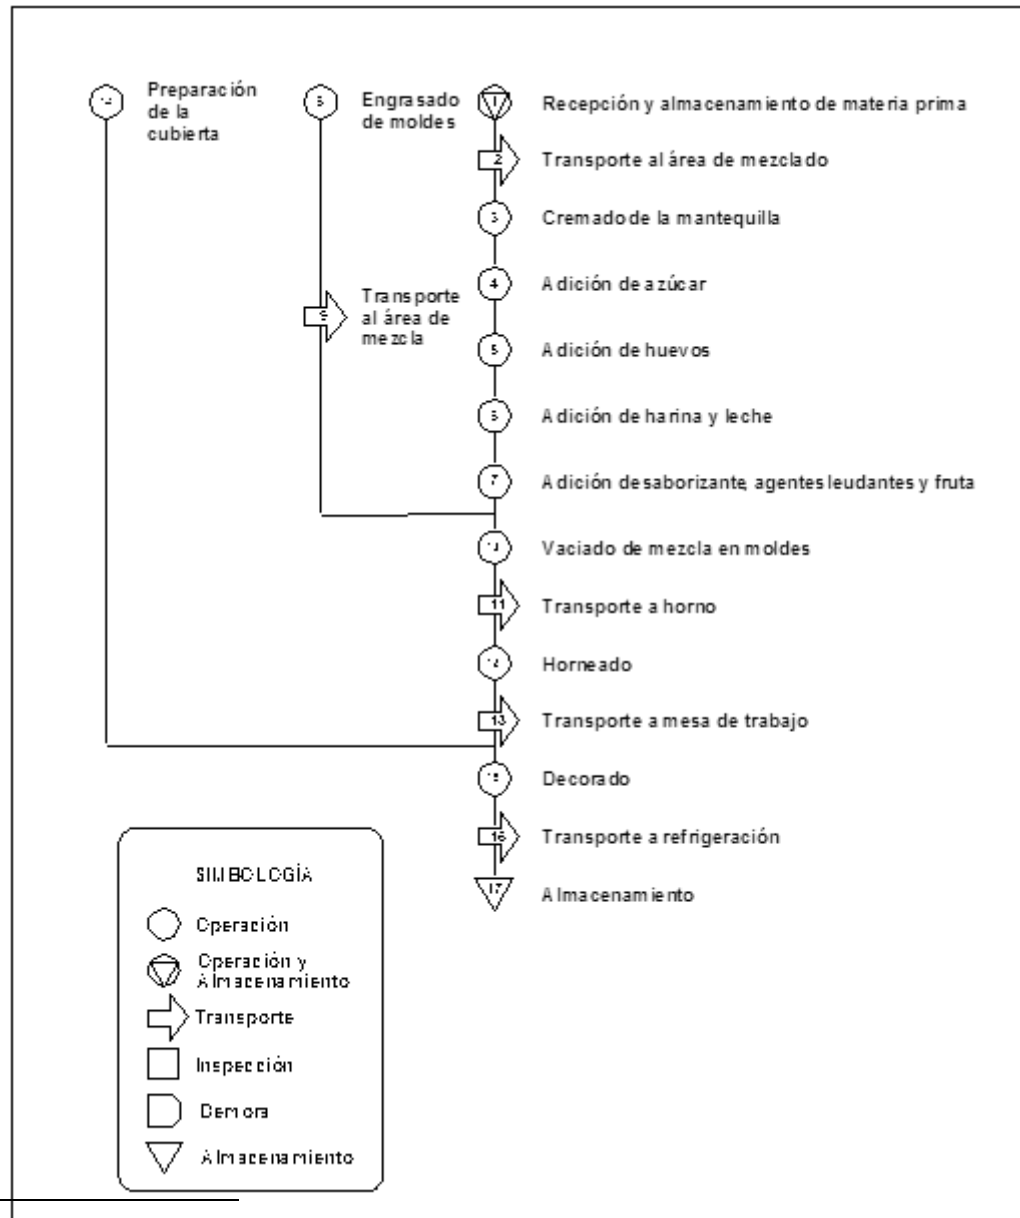 Preparación
de la
cubierta
Engrasado
de moldes
1
Recepción y almacenamiento de materia prima
2
Transporte al área de mezclado
3
Cremado de la mantequilla
4
Adición de azúcar
Transporte
al área de
mezcla
5
Adición de huevos
6
Adición de harina y leche
7
Adición de saborizante, agentes leudantes y fruta
Vaciado de mezcla en moldes
11
Transporte a horno
12
Horneado
13
Transporte a mesa de trabajo
Decorado
16
Transporte a refrigeración
17
Almacenamiento
SIMBOLOGÍA
Operación
Operación y
Almacenamiento
Transporte
Inspección
Demora
Almacenamiento